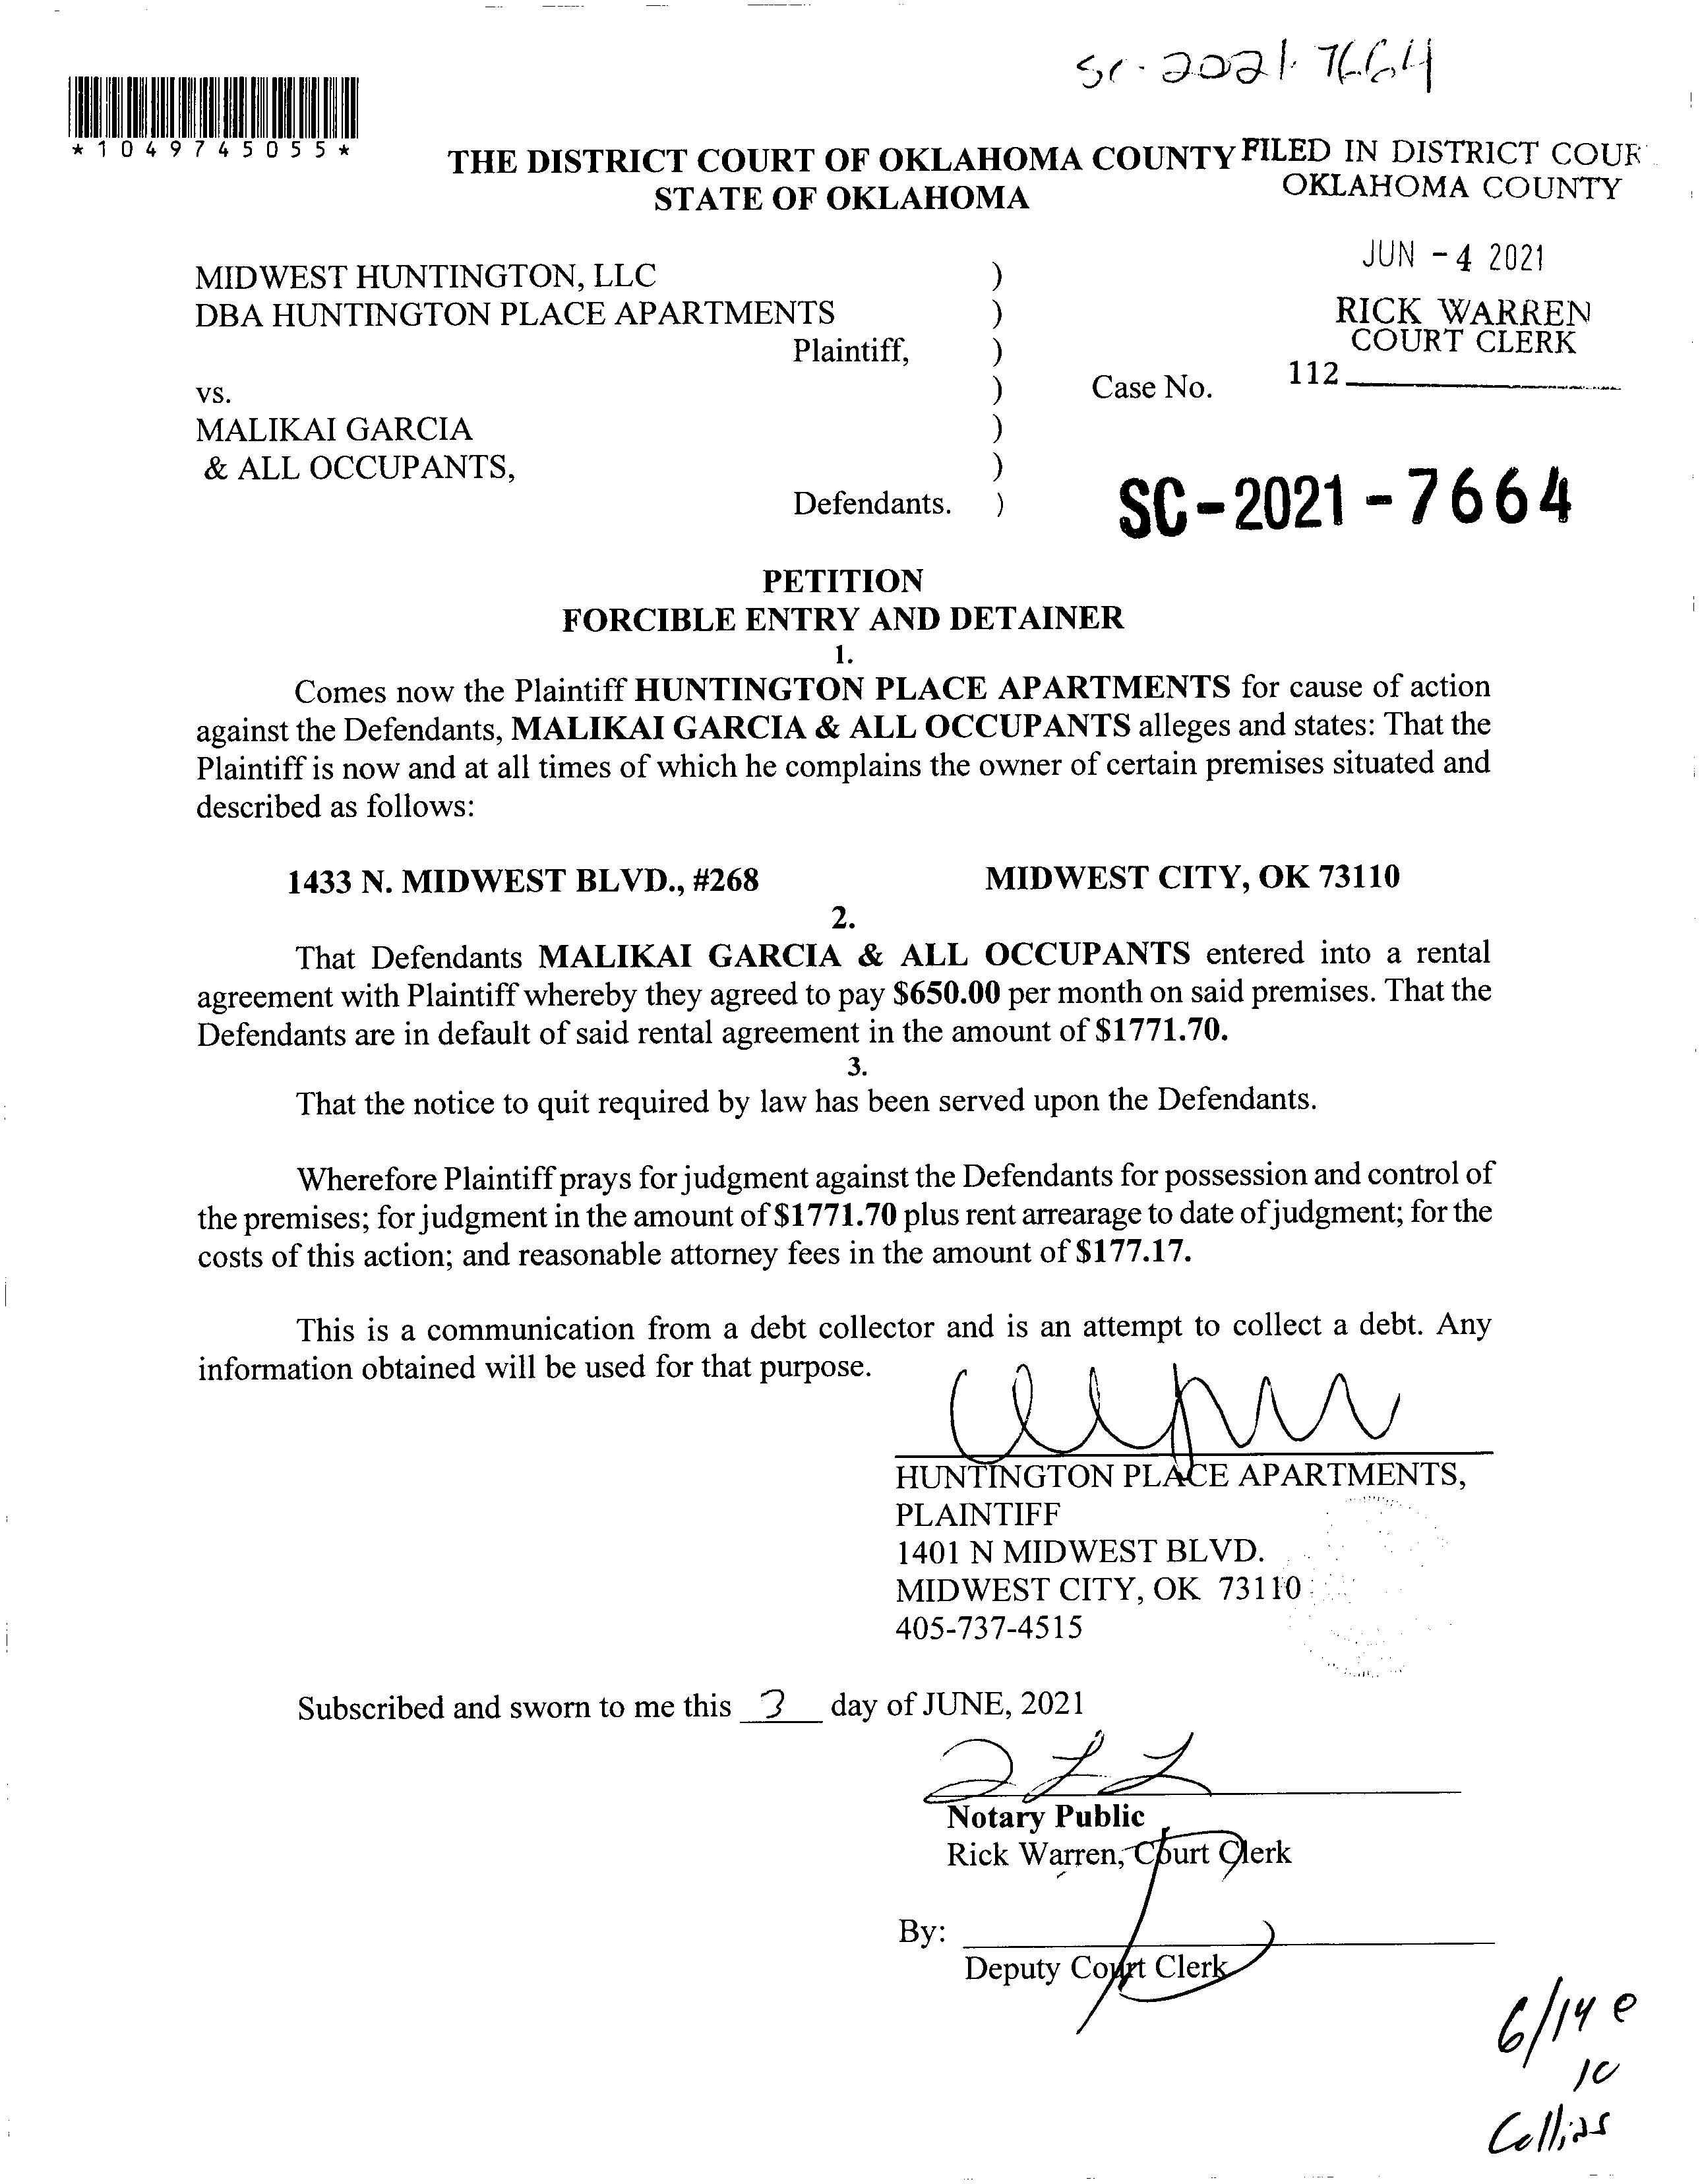 SC-2021-7664
*1049745055*
THE DISTRICT COURT OF OKLAHOMA COUNTY
STATE OF OKLAHOMA
FILED IN DISTRICT COUR
OKLAHOMA COUNTY
JUN - 4 2021
RICK WARREN
COURT CLERK
112
MIDWEST HUNTINGTON, LLC )
DBA HUNTINGTON PLACE APARTMENTS )
Plaintiff, )
vs. ) Case No.
MALIKAI GARCIA )
& ALL OCCUPANTS, )
Defendants. )
SC-2021-7664
PETITION
FORCIBLE ENTRY AND DETAINER
1.
Comes now the Plaintiff HUNTINGTON PLACE APARTMENTS for cause of action
against the Defendants, MALIKAI GARCIA & ALL OCCUPANTS alleges and states: That the
Plaintiff is now and at all times of which he complains the owner of certain premises situated and
described as follows:
1433 N. MIDWEST BLVD., #268 MIDWEST CITY, OK 73110
2.
That Defendants MALIKAI GARCIA & ALL OCCUPANTS entered into a rental
agreement with Plaintiff whereby they agreed to pay $650.00 per month on said premises. That the
Defendants are in default of said rental agreement in the amount of $1771.70.
3.
That the notice to quit required by law has been served upon the Defendants.
Wherefore Plaintiff prays for judgment against the Defendants for possession and control of
the premises; for judgment in the amount of $1771.70 plus rent arrearage to date of judgment; for the
costs of this action; and reasonable attorney fees in the amount of $177.17.
This is a communication from a debt collector and is an attempt to collect a debt. Any
information obtained will be used for that purpose.
HUNTINGTON PLACE APARTMENTS,
PLAINTIFF
1401 N MIDWEST BLVD.
MIDWEST CITY, OK 73110
405-737-4515
Subscribed and sworn to me this 3 day of JUNE, 2021
Notary Public
Rick Warren, Court Clerk
By:
Deputy Court Clerk
6/14 @
10
Collins